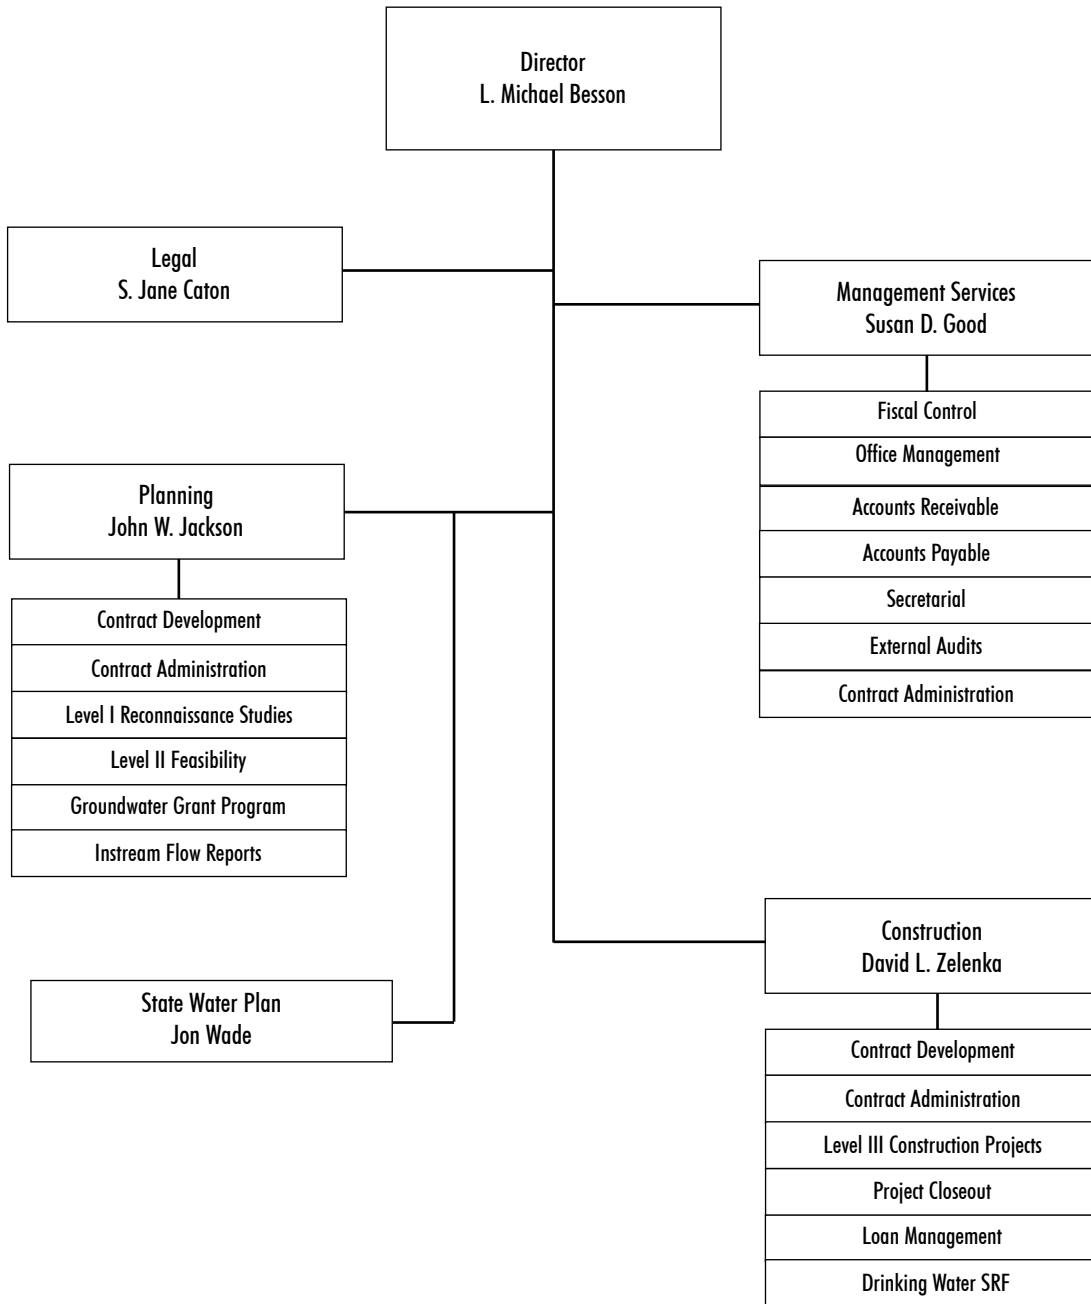 Director
L. Michael Besson
Legal
S. Jane Caton
Management Services
Susan D. Good
Fiscal Control
Office Management
Accounts Receivable
Accounts Payable
Secretarial
External Audits
Contract Administration
Planning
John W. Jackson
Contract Development
Contract Administration
Level I Reconnaissance Studies
Level II Feasibility
Groundwater Grant Program
Instream Flow Reports
State Water Plan
Jon Wade
Construction
David L. Zelenka
Contract Development
Contract Administration
Level III Construction Projects
Project Closeout
Loan Management
Drinking Water SRF